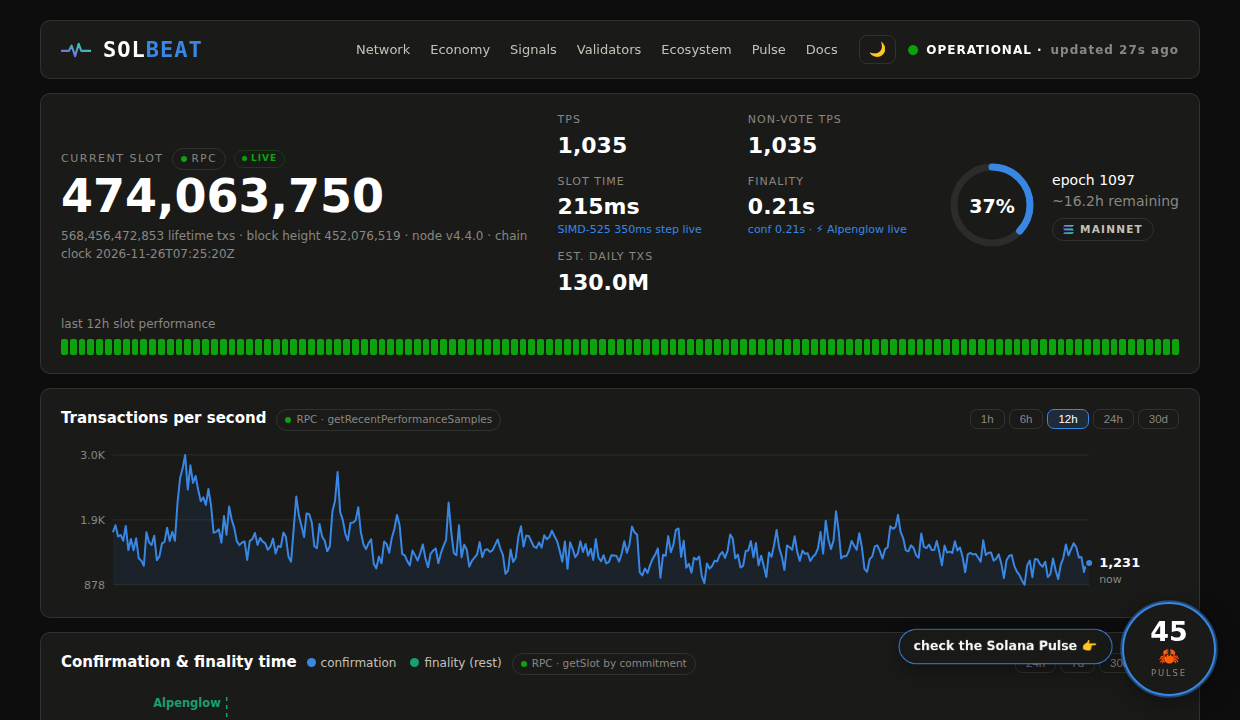 SOLBEAT
Network Economy Signals Validators Ecosystem Pulse Docs
OPERATIONAL · updated 27s ago
CURRENT SLOT RPC LIVE
474,063,750
568,456,472,853 lifetime txs · block height 452,076,519 · node v4.4.0 · chain
clock 2026-11-26T07:25:20Z
TPS
1,035
NON-VOTE TPS
1,035
SLOT TIME
215ms
SIMD-525 350ms step live
FINALITY
0.21s
conf 0.21s · ⚡ Alpenglow live
EST. DAILY TXS
130.0M
37%
epoch 1097
~16.2h remaining
MAINNET
last 12h slot performance
Transactions per second RPC · getRecentPerformanceSamples
1h 6h 12h 24h 30d
3.0K
1.9K
878
1,231
now
Confirmation & finality time confirmation finality (rest) RPC · getSlot by commitment
Alpenglow
check the Solana Pulse 👉
45
🦀
PULSE